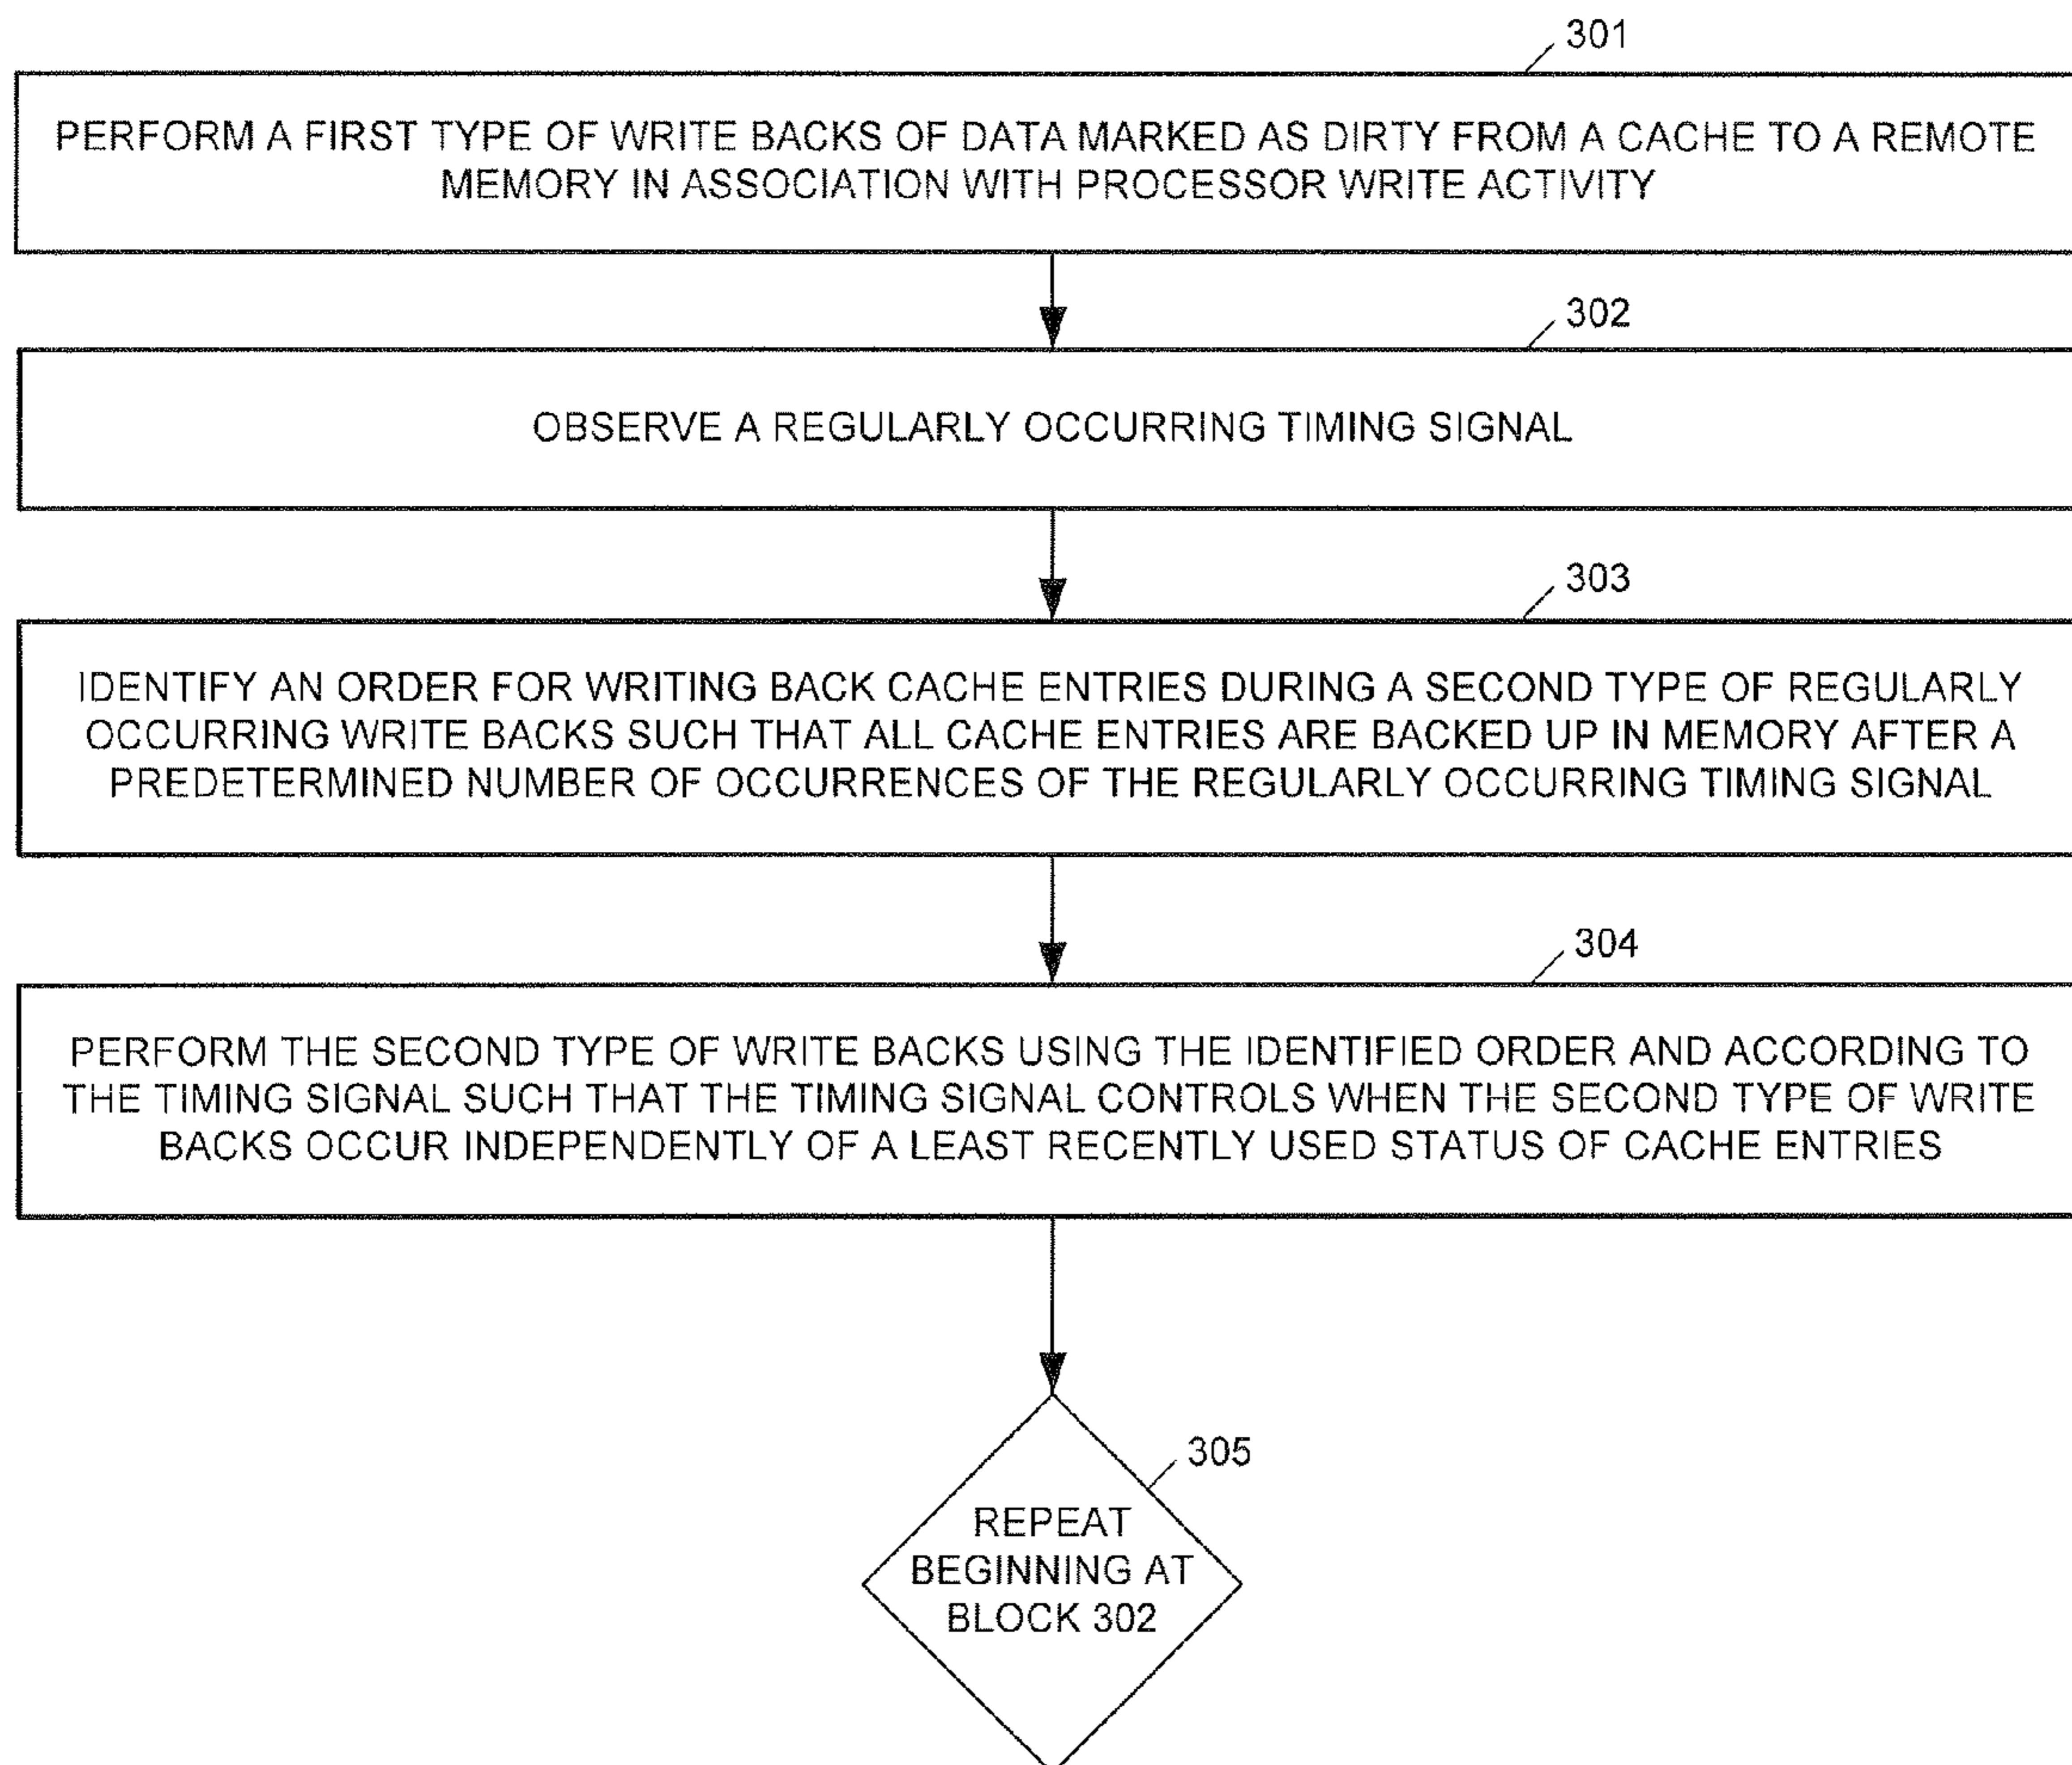 301
PERFORM A FIRST TYPE OF WRITE BACKS OF DATA MARKED AS DIRTY FROM A CACHE TO A REMOTE
MEMORY IN ASSOCIATION WITH PROCESSOR WRITE ACTIVITY
302
OBSERVE A REGULARLY OCCURRING TIMING SIGNAL
303
IDENTIFY AN ORDER FOR WRITING BACK CACHE ENTRIES DURING A SECOND TYPE OF REGULARLY
OCCURRING WRITE BACKS SUCH THAT ALL CACHE ENTRIES ARE BACKED UP IN MEMORY AFTER A
PREDETERMINED NUMBER OF OCCURRENCES OF THE REGULARLY OCCURRING TIMING SIGNAL
304
PERFORM THE SECOND TYPE OF WRITE BACKS USING THE IDENTIFIED ORDER AND ACCORDING TO
THE TIMING SIGNAL SUCH THAT THE TIMING SIGNAL CONTROLS WHEN THE SECOND TYPE OF WRITE
BACKS OCCUR INDEPENDENTLY OF A LEAST RECENTLY USED STATUS OF CACHE ENTRIES
305
REPEAT
BEGINNING AT
BLOCK 302